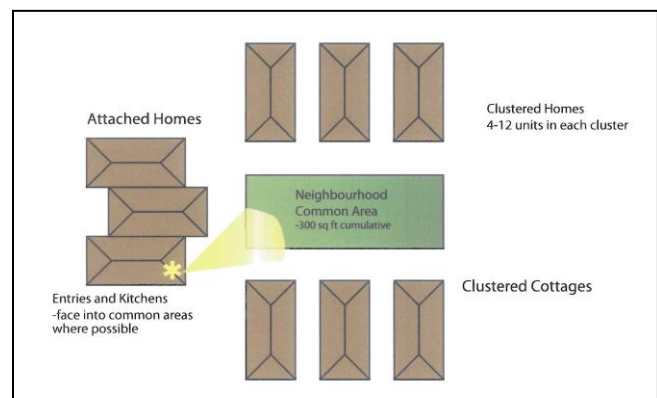 Clustered Homes
4-12 units in each cluster
Attached Homes
Neighbourhood
Common Area
-300 sq ft cumulative
Entries and Kitchens
-face into common areas
where possible
Clustered Cottages